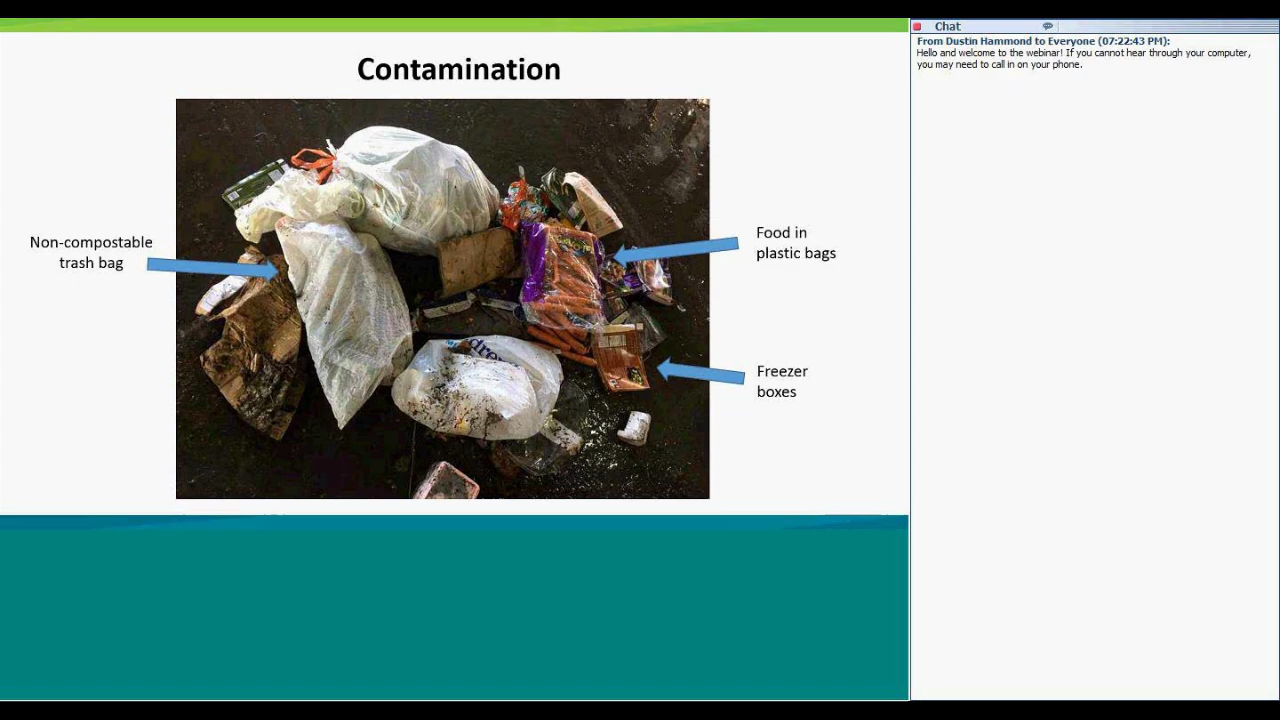 Contamination
Non-compostable
trash bag
Food in
plastic bags
Freezer
boxes
Chat
From Dustin Hammond to Everyone (07:22:43 PM):
Hello and welcome to the webinar! If you cannot hear through your computer,
you may need to call in on your phone.